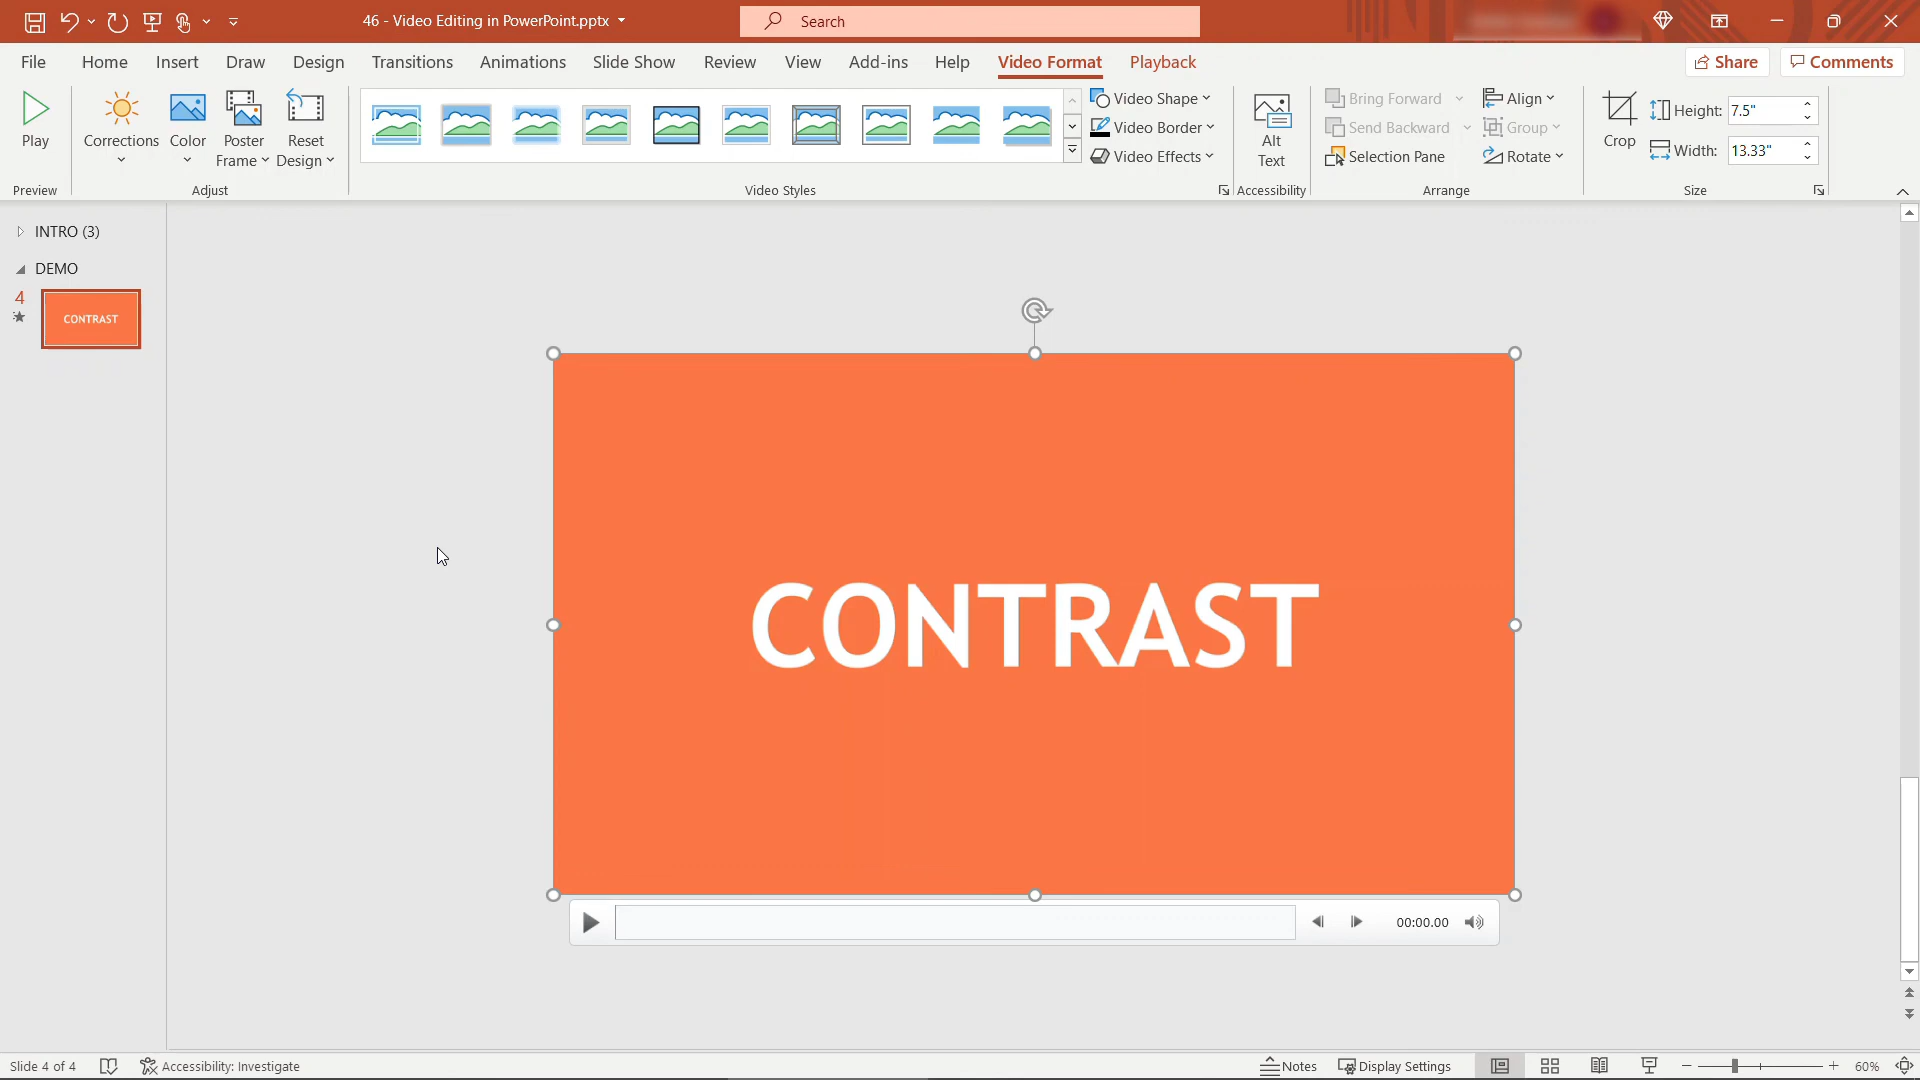 46 - Video Editing in PowerPoint.pptx
Search
File Home Insert Draw Design Transitions Animations Slide Show Review View Add-ins Help Video Format Playback
Share
Comments
Play
Corrections
Color
Poster Frame
Reset Design
Video Shape
Video Border
Video Effects
Alt Text
Bring Forward
Send Backward
Selection Pane
Align
Group
Rotate
Crop
Height: 7.5"
Width: 13.33"
Preview
Adjust
Video Styles
Accessibility
Arrange
Size
INTRO (3)
DEMO
4
CONTRAST
CONTRAST
00:00.00
Slide 4 of 4
Accessibility: Investigate
Notes
Display Settings
60%